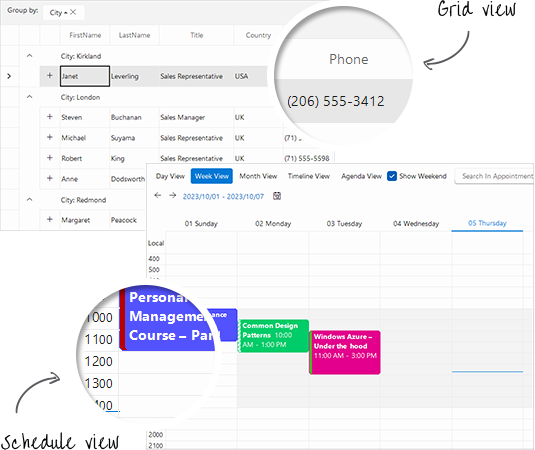 Group by: City
Grid view
FirstName LastName Title Country
Phone
City: Kirkland
Janet Leverling Sales Representative USA
(206) 555-3412
City: London
Steven Buchanan Sales Manager UK
Michael Suyama Sales Representative UK (71)
Robert King Sales Representative UK (71) 555-5598
Anne Dodsworth
City: Redmond
Margaret Peacock
Day View Week View Month View Timeline View Agenda View Show Weekend Search In Appointment
2023/10/01 - 2023/10/07
01 Sunday 02 Monday 03 Tuesday 04 Wednesday 05 Thursday
Local
400
500
Personal
Management
Course – Part
Common Design
Patterns 10:00
AM - 1:00 PM
Windows Azure –
Under the hood
11:00 AM - 3:00 PM
1000
1100
1200
1300
1400
Schedule view
2000
2100